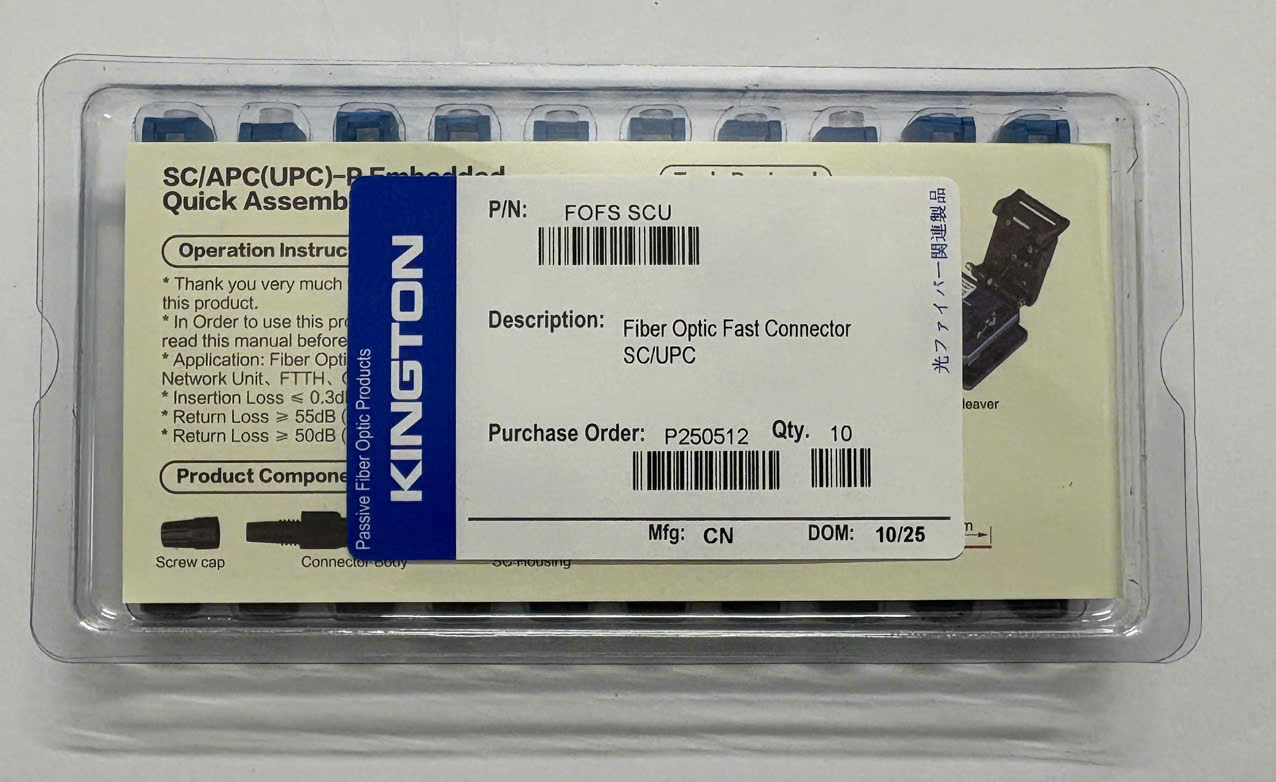 SC/APC(UPC)-P Embedded
Quick Assemb
Operation Instruc
* Thank you very much
this product.
* In Order to use this pro
read this manual before
* Application: Fiber Opti
Network Unit、FTTH、
* Insertion Loss ≤ 0.3d
* Return Loss ≥ 55dB (
* Return Loss ≥ 50dB (
Product Compone
Screw cap
Connector Body
SC Housing
Passive Fiber Optic Products
KINGTON
P/N: FOFS SCU
Description: Fiber Optic Fast Connector
SC/UPC
Purchase Order: P250512 Qty. 10
Mfg: CN DOM: 10/25
光ファイバー関連製品
leaver
m